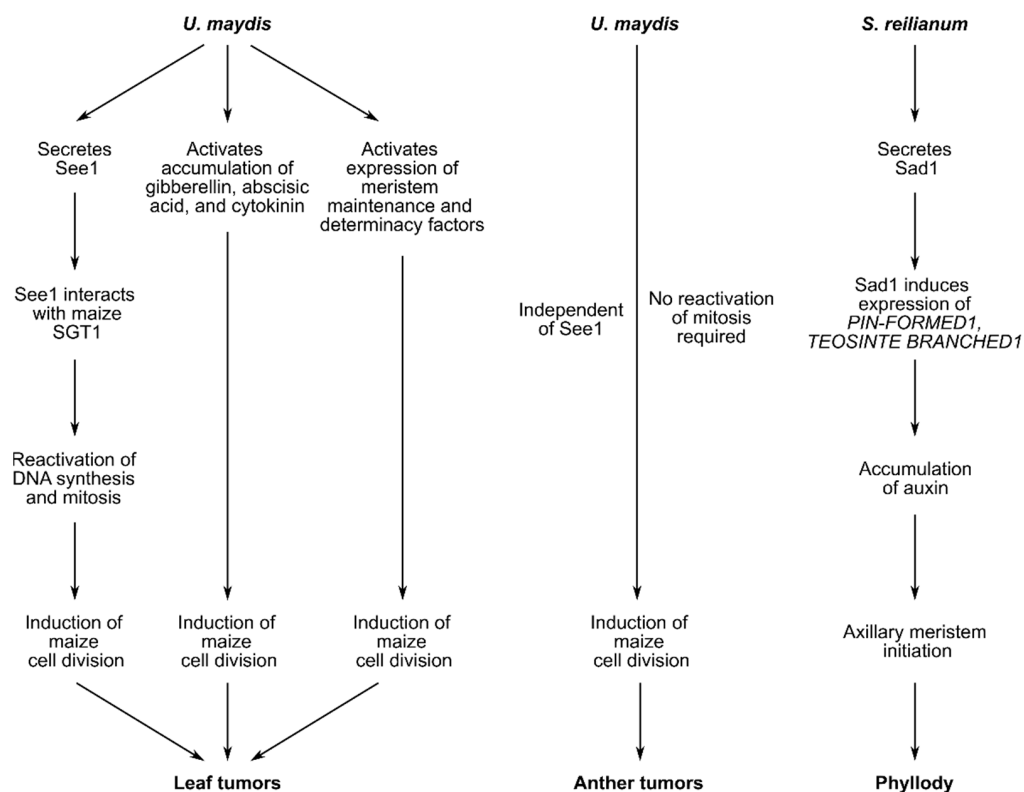 U. maydis
U. maydis
S. reilianum
Secretes
See1
Activates
accumulation of
gibberellin, abscisic
acid, and cytokinin
Activates
expression of
meristem
maintenance and
determinacy factors
Secretes
Sad1
See1 interacts
with maize
SGT1
Independent
of See1
No reactivation
of mitosis
required
Sad1 induces
expression of
PIN-FORMED1,
TEOSINTE BRANCHED1
Reactivation of
DNA synthesis
and mitosis
Accumulation
of auxin
Induction of
maize
cell division
Induction of
maize
cell division
Induction of
maize
cell division
Induction of
maize
cell division
Axillary meristem
initiation
Leaf tumors
Anther tumors
Phyllody